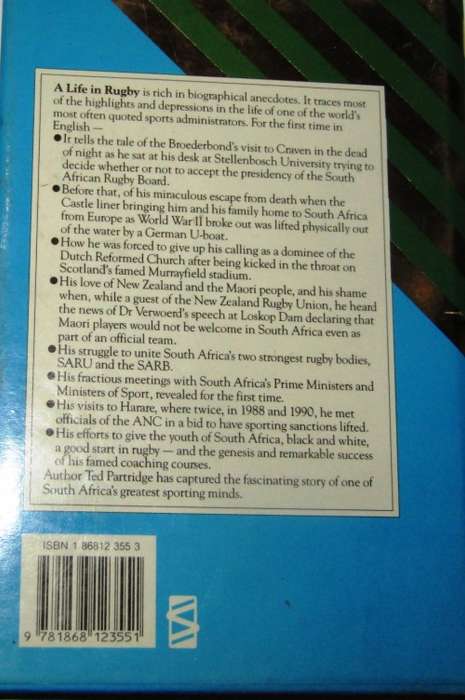 A Life in Rugby is rich in biographical anecdotes. It traces most
of the highlights and depressions in the life of one of the world's
most often quoted sports administrators. For the first time in
English —
●It tells the tale of the Broederbond's visit to Craven in the dead
of night as he sat at his desk at Stellenbosch University trying to
decide whether or not to accept the presidency of the South
African Rugby Board.
●Before that, of his miraculous escape from death when the
Castle liner bringing him and his family home to South Africa
from Europe as World War II broke out was lifted physically out
of the water by a German U-boat.
●How he was forced to give up his calling as a dominee of the
Dutch Reformed Church after being kicked in the throat on
Scotland's famed Murrayfield stadium.
●His love of New Zealand and the Maori people, and his shame
when, while a guest of the New Zealand Rugby Union, he heard
the news of Dr Verwoerd's speech at Loskop Dam declaring that
Maori players would not be welcome in South Africa even as
part of an official team.
●His struggle to unite South Africa's two strongest rugby bodies,
SARU and the SARB.
●His fractious meetings with South Africa's Prime Ministers and
Ministers of Sport, revealed for the first time.
●His visits to Harare, where twice, in 1988 and 1990, he met
officials of the ANC in a bid to have sporting sanctions lifted.
●His efforts to give the youth of South Africa, black and white,
a good start in rugby — and the genesis and remarkable success
of his famed coaching courses.
Author Ted Partridge has captured the fascinating story of one of
South Africa's greatest sporting minds.
ISBN 1 86812 355 3
9 781868 123551